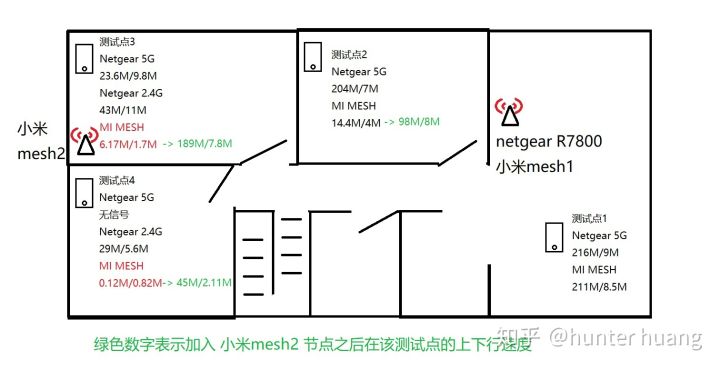 测试点3
Netgear 5G
23.6M/9.8M
Netgear 2.4G
43M/11M
MI MESH
6.17M/1.7M -> 189M/7.8M
小米
mesh2
测试点2
Netgear 5G
204M/7M
MI MESH
14.4M/4M -> 98M/8M
netgear R7800
小米mesh1
测试点4
Netgear 5G
无信号
Netgear 2.4G
29M/5.6M
MI MESH
0.12M/0.82M-> 45M/2.11M
测试点1
Netgear 5G
216M/9M
MI MESH
211M/8.5M
绿色数字表示加入 小米mesh2 节点之后在该测试点的上下行速度
知乎 @hunter huang